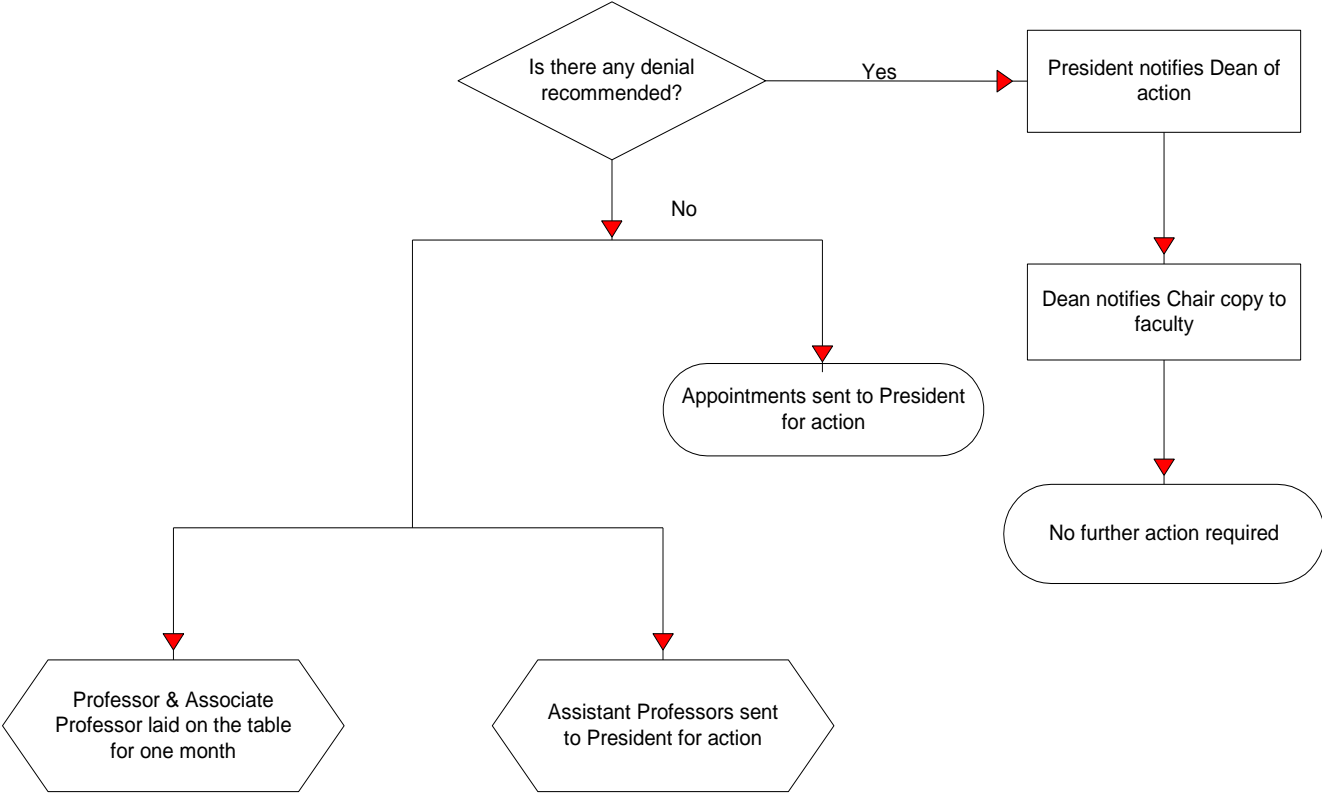 Is there any denial
recommended?
Yes
President notifies Dean of
action
No
Dean notifies Chair copy to
faculty
Appointments sent to President
for action
No further action required
Professor & Associate
Professor laid on the table
for one month
Assistant Professors sent
to President for action